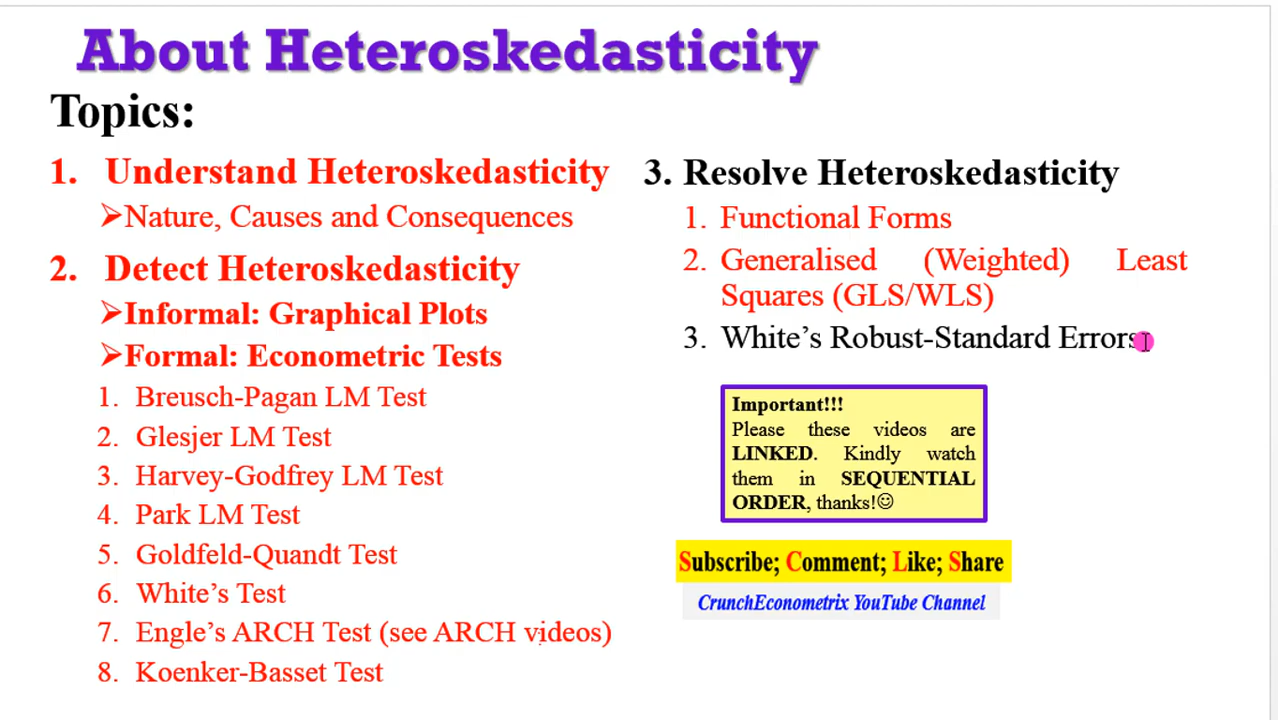 About Heteroskedasticity
Topics:
1. Understand Heteroskedasticity
➢Nature, Causes and Consequences
2. Detect Heteroskedasticity
➢Informal: Graphical Plots
➢Formal: Econometric Tests
1. Breusch-Pagan LM Test
2. Glesjer LM Test
3. Harvey-Godfrey LM Test
4. Park LM Test
5. Goldfeld-Quandt Test
6. White’s Test
7. Engle’s ARCH Test (see ARCH videos)
8. Koenker-Basset Test
3. Resolve Heteroskedasticity
1. Functional Forms
2. Generalised (Weighted) Least
Squares (GLS/WLS)
3. White’s Robust-Standard Errors
Important!!!
Please these videos are
LINKED. Kindly watch
them in SEQUENTIAL
ORDER, thanks!☺
Subscribe; Comment; Like; Share
CrunchEconometrix YouTube Channel